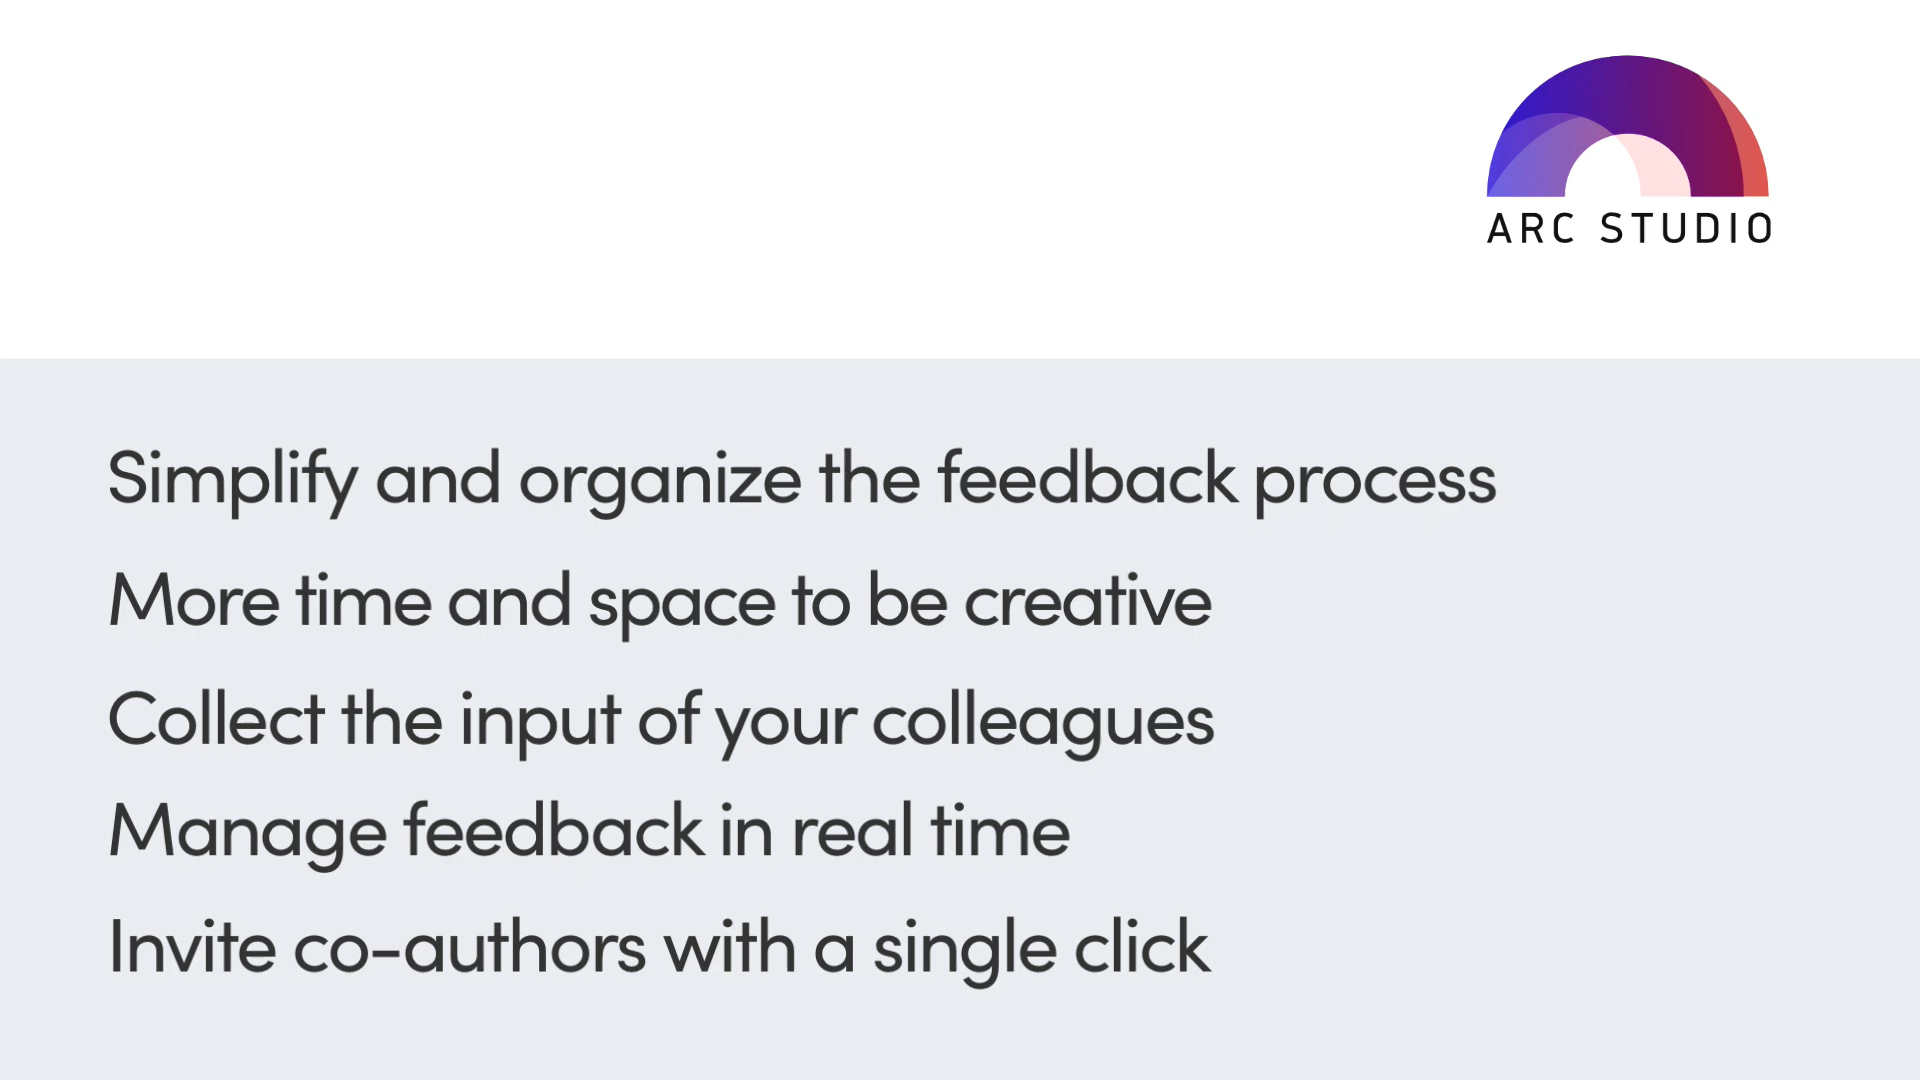 ARC STUDIO
Simplify and organize the feedback process
More time and space to be creative
Collect the input of your colleagues
Manage feedback in real time
Invite co-authors with a single click